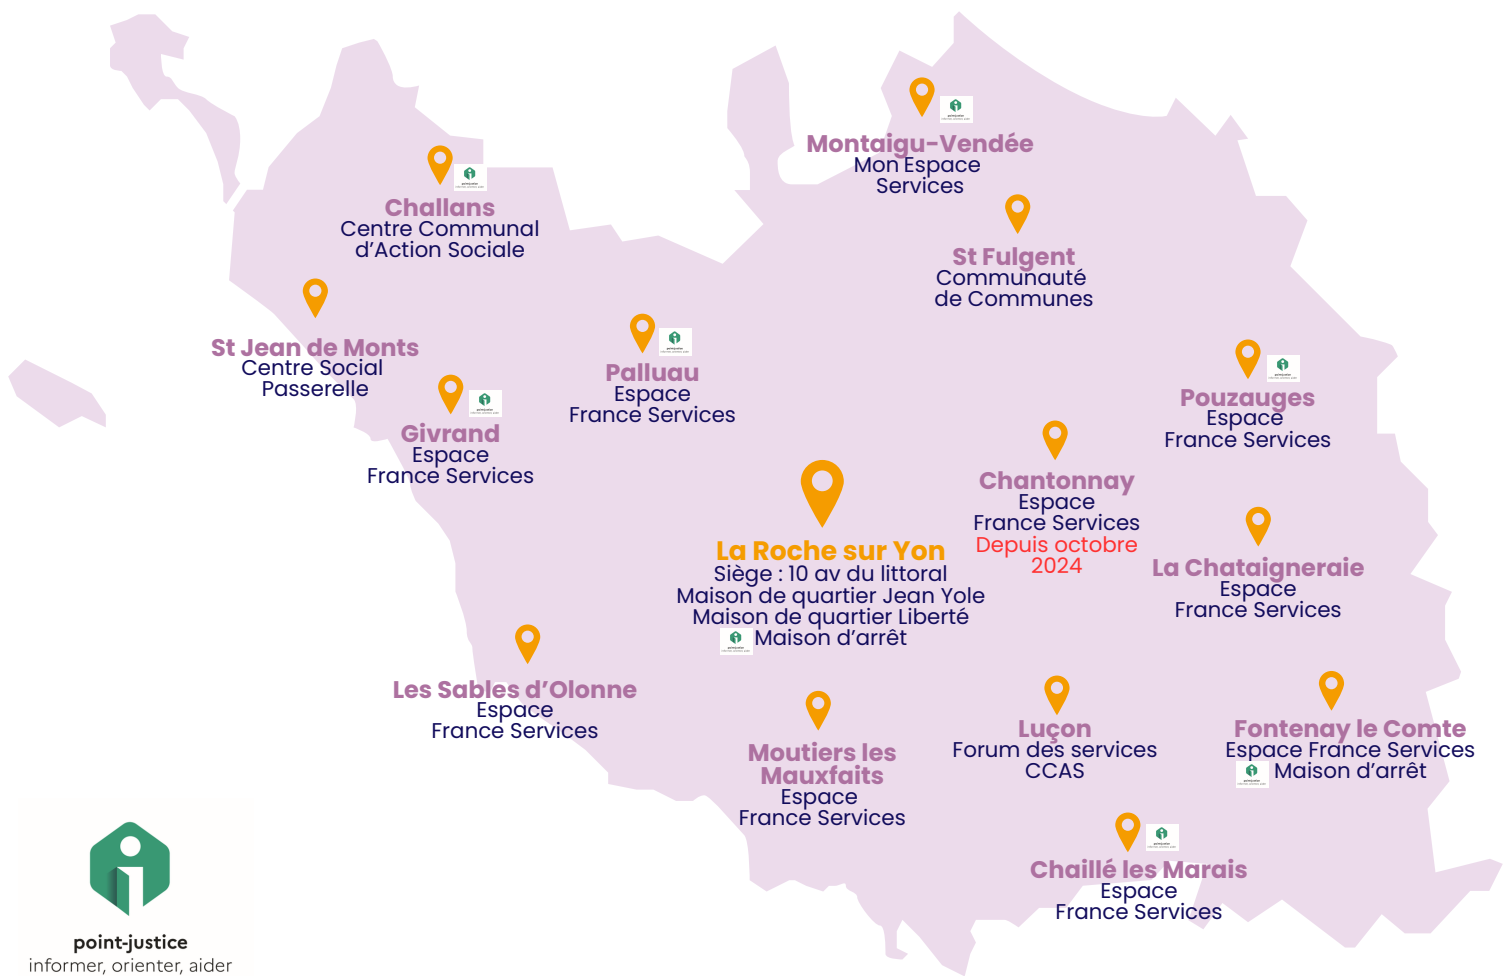 Montaigu-Vendée
Mon Espace
Services
Challans
Centre Communal
d'Action Sociale
St Fulgent
Communauté
de Communes
St Jean de Monts
Centre Social
Passerelle
Palluau
Espace
France Services
Pouzauges
Espace
France Services
Givrand
Espace
France Services
Chantonnay
Espace
France Services
Depuis octobre
2024
La Roche sur Yon
Siège : 10 av du littoral
Maison de quartier Jean Yole
Maison de quartier Liberté
Maison d'arrêt
La Chataigneraie
Espace
France Services
Les Sables d'Olonne
Espace
France Services
Moutiers les
Mauxfaits
Espace
France Services
Luçon
Forum des services
CCAS
Fontenay le Comte
Espace France Services
Maison d'arrêt
Chaillé les Marais
Espace
France Services
point-justice
informer, orienter, aider